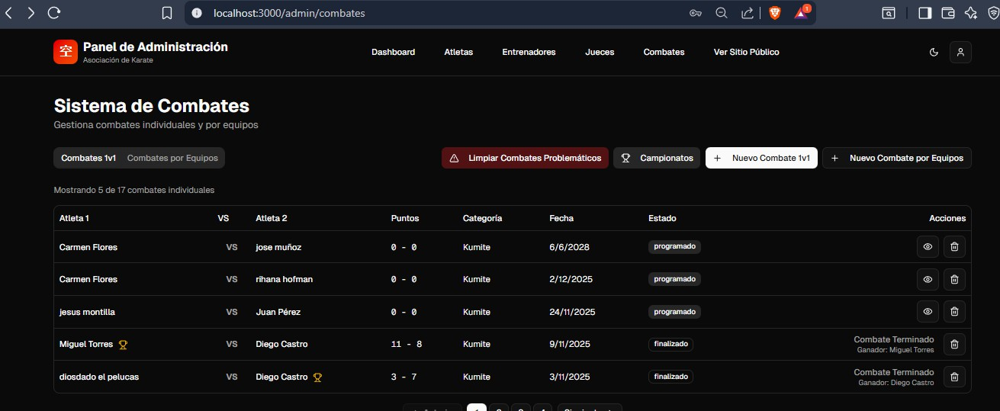 localhost:3000/admin/combates
1
空
Panel de Administración
Asociación de Karate
Dashboard Atletas Entrenadores Jueces Combates Ver Sitio Público
Sistema de Combates
Gestiona combates individuales y por equipos
Combates 1v1 Combates por Equipos Limpiar Combates Problemáticos Campionatos + Nuevo Combate 1v1 + Nuevo Combate por Equipos
Mostrando 5 de 17 combates individuales
Atleta 1 VS Atleta 2 Puntos Categoría Fecha Estado Acciones
Carmen Flores VS jose muñoz 0 - 0 Kumite 6/6/2028 programado
Carmen Flores VS rihana hofman 0 - 0 Kumite 2/12/2025 programado
jesus montilla VS Juan Pérez 0 - 0 Kumite 24/11/2025 programado
Miguel Torres VS Diego Castro 11 - 8 Kumite 9/11/2025 finalizado Combate Terminado
Ganador: Miguel Torres
diosdado el pelucas VS Diego Castro 3 - 7 Kumite 3/11/2025 finalizado Combate Terminado
Ganador: Diego Castro